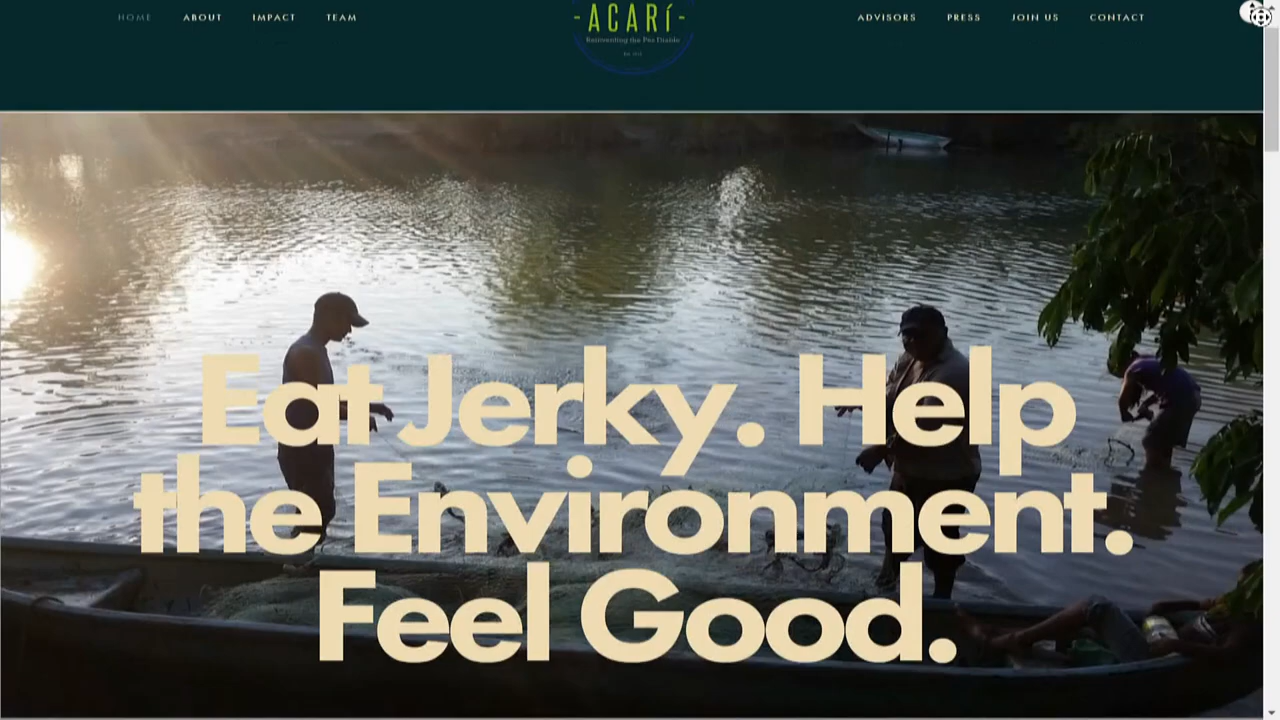 HOME ABOUT IMPACT TEAM
-ACARÍ-
Reinventing the Pez Diablo
ADVISORS PRESS JOIN US CONTACT
Eat Jerky. Help
the Environment.
Feel Good.